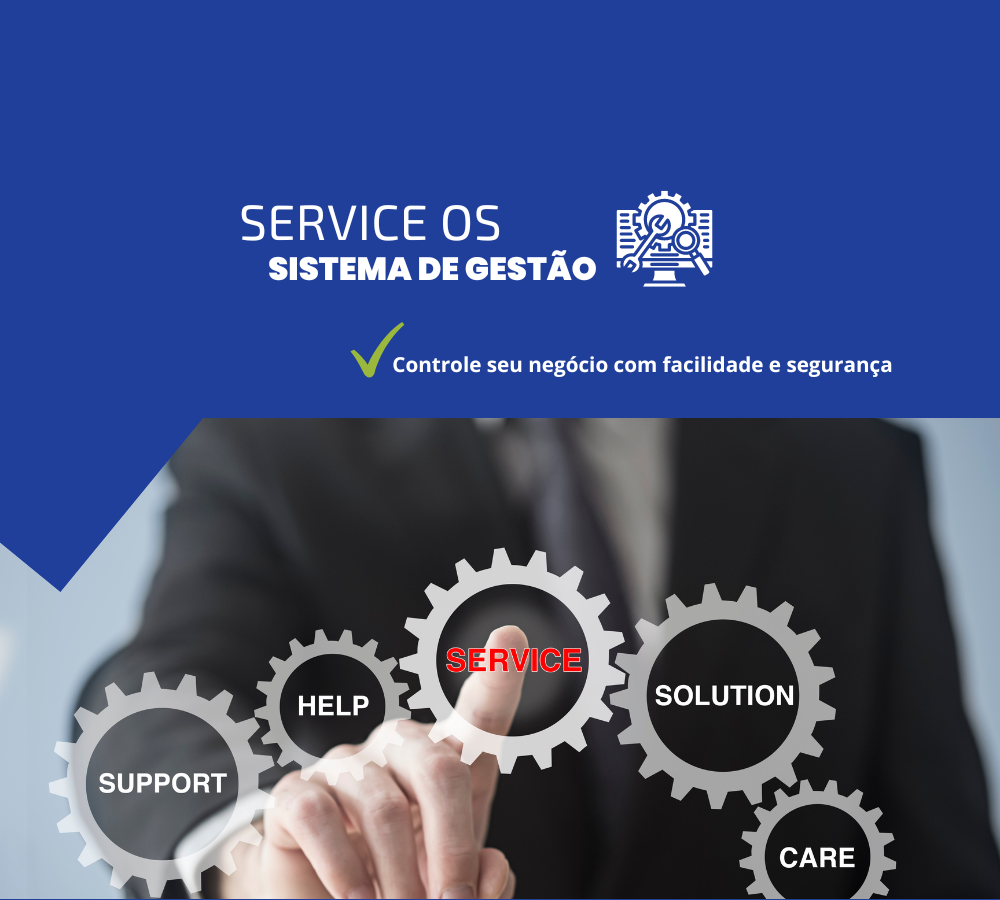 SERVICE OS
SISTEMA DE GESTÃO
Controle seu negócio com facilidade e segurança
SERVICE
HELP
SOLUTION
SUPPORT
CARE